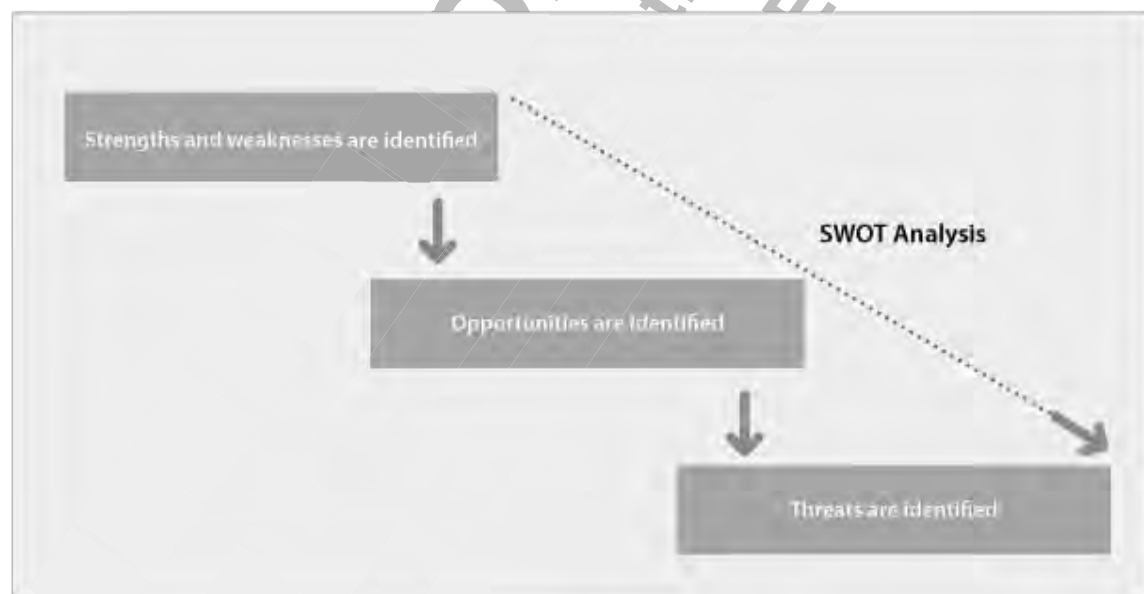 Strengths and weaknesses are identified
SWOT Analysis
Opportunities are identified
Threats are identified